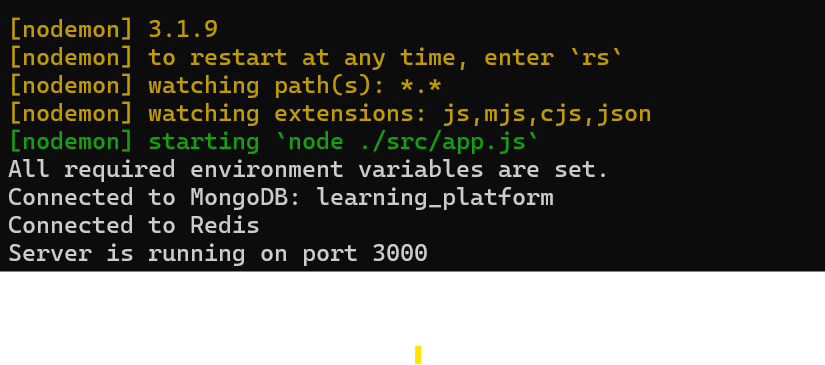 [nodemon] 3.1.9
[nodemon] to restart at any time, enter `rs`
[nodemon] watching path(s): *.*
[nodemon] watching extensions: js,mjs,cjs,json
[nodemon] starting `node ./src/app.js`
All required environment variables are set.
Connected to MongoDB: learning_platform
Connected to Redis
Server is running on port 3000